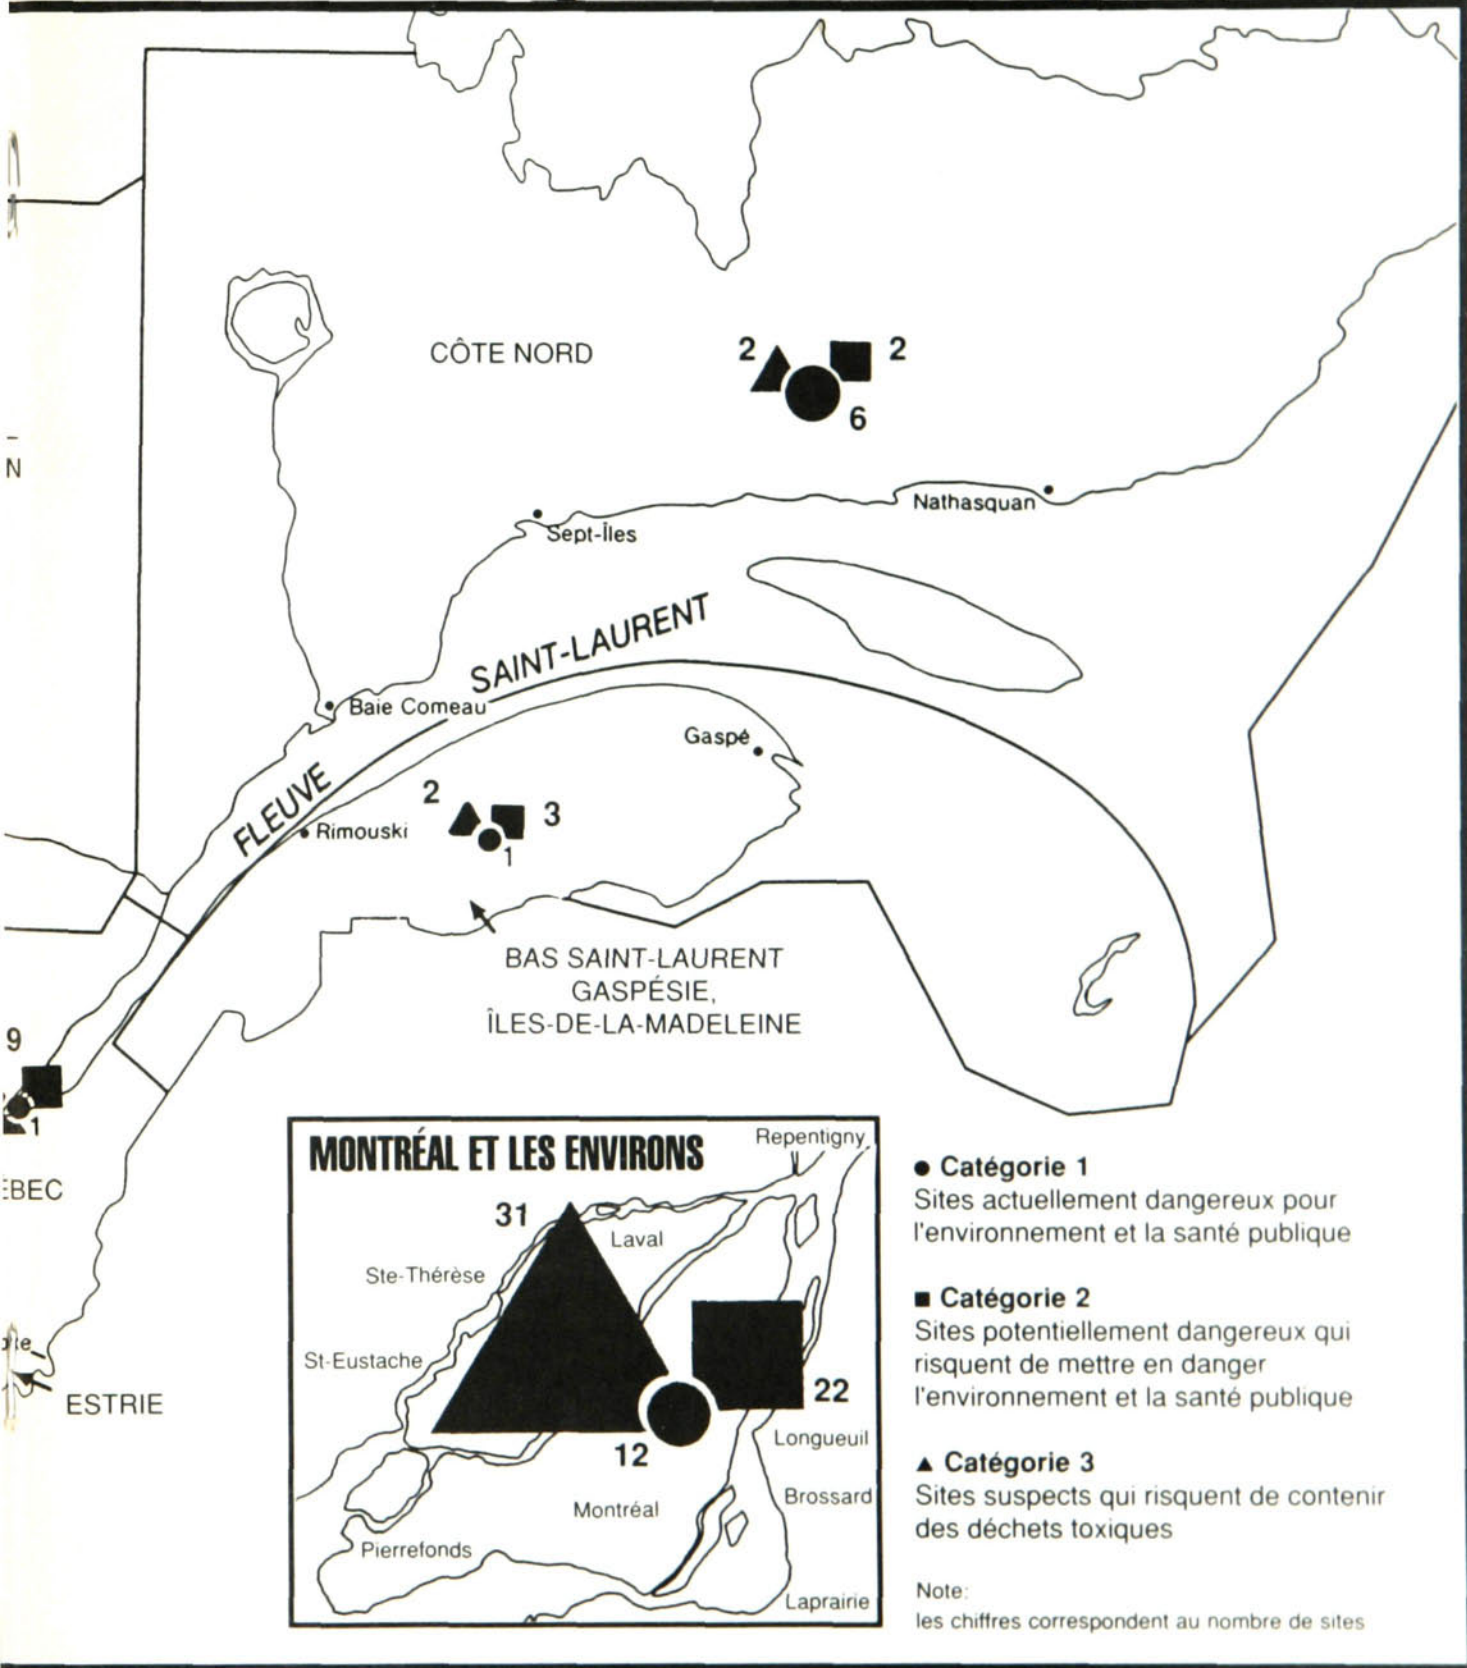 CÔTE NORD
2
2
6
N
Nathasquan
Sept-Îles
SAINT-LAURENT
Baie Comeau
Gaspé
FLEUVE
2
3
Rimouski
1
BAS SAINT-LAURENT
GASPÉSIE,
ÎLES-DE-LA-MADELEINE
9
1
EBEC
ESTRIE
MONTRÉAL ET LES ENVIRONS
Repentigny
31
Laval
Ste-Thérèse
St-Eustache
22
Longueuil
12
Brossard
Montréal
Pierrefonds
Laprairie
● Catégorie 1
Sites actuellement dangereux pour
l'environnement et la santé publique
■ Catégorie 2
Sites potentiellement dangereux qui
risquent de mettre en danger
l'environnement et la santé publique
▲ Catégorie 3
Sites suspects qui risquent de contenir
des déchets toxiques
Note:
les chiffres correspondent au nombre de sites